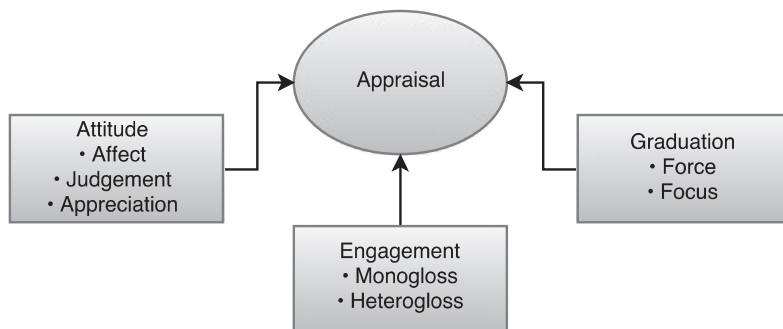 Appraisal
Attitude
• Affect
• Judgement
• Appreciation
Engagement
• Monogloss
• Heterogloss
Graduation
• Force
• Focus